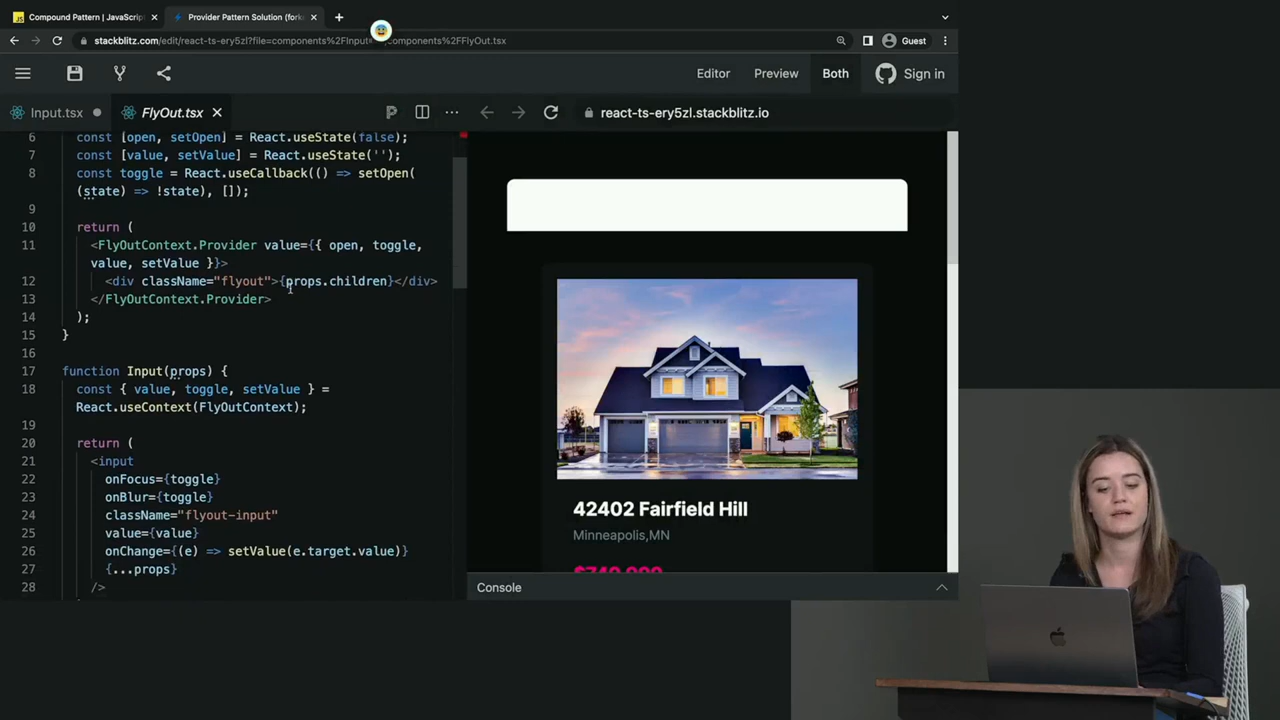 Compound Pattern | JavaScrip
Provider Pattern Solution (fork
stackblitz.com/edit/react-ts-ery5zl?file=components%2FInput
components%2FFlyOut.tsx
Guest
Editor
Preview
Both
Sign in
Input.tsx
FlyOut.tsx
react-ts-ery5zl.stackblitz.io
6 const [open, setOpen] = React.useState(false);
7 const [value, setValue] = React.useState('');
8 const toggle = React.useCallback(() => setOpen(
(state) => !state), []);
9
10 return (
11 <FlyOutContext.Provider value={{ open, toggle,
value, setValue }}>
12 <div className="flyout">{props.children}</div>
13 </FlyOutContext.Provider>
14 );
15 }
16
17 function Input(props) {
18 const { value, toggle, setValue } =
React.useContext(FlyOutContext);
19
20 return (
21 <input
22 onFocus={toggle}
23 onBlur={toggle}
24 className="flyout-input"
25 value={value}
26 onChange={(e) => setValue(e.target.value)}
27 {...props}
28 />
42402 Fairfield Hill
Minneapolis,MN
Console